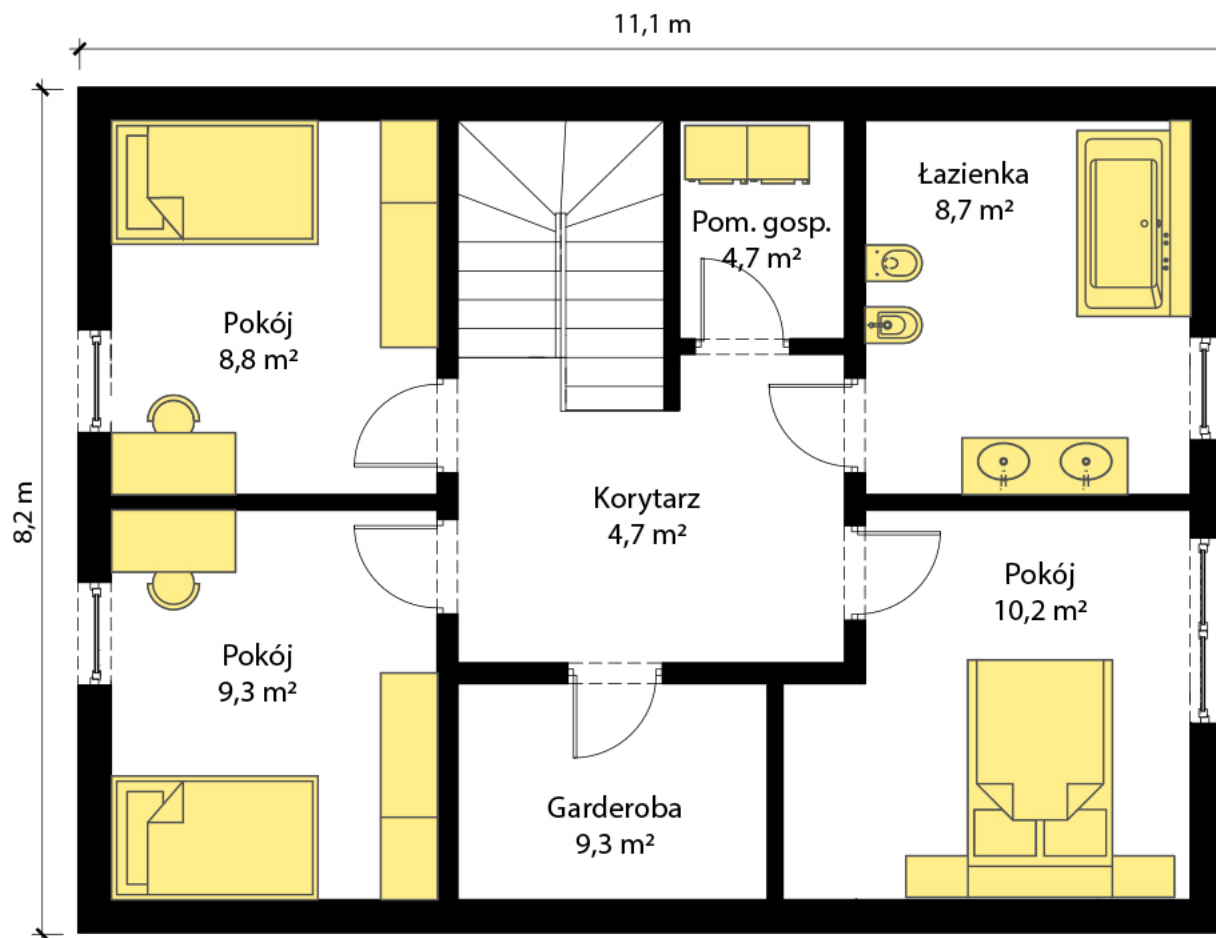 11,1 m
8,2 m
Pokój
8,8 m²
Pom. gosp.
4,7 m²
Łazienka
8,7 m²
Korytarz
4,7 m²
Pokój
10,2 m²
Pokój
9,3 m²
Garderoba
9,3 m²